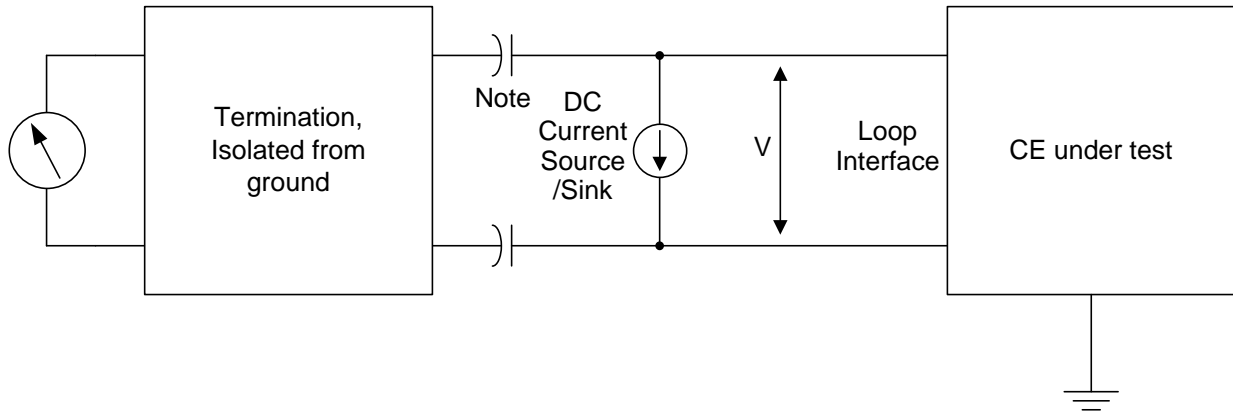 Termination,
Isolated from
ground
Note
DC
Current
Source
/Sink
V
Loop
Interface
CE under test